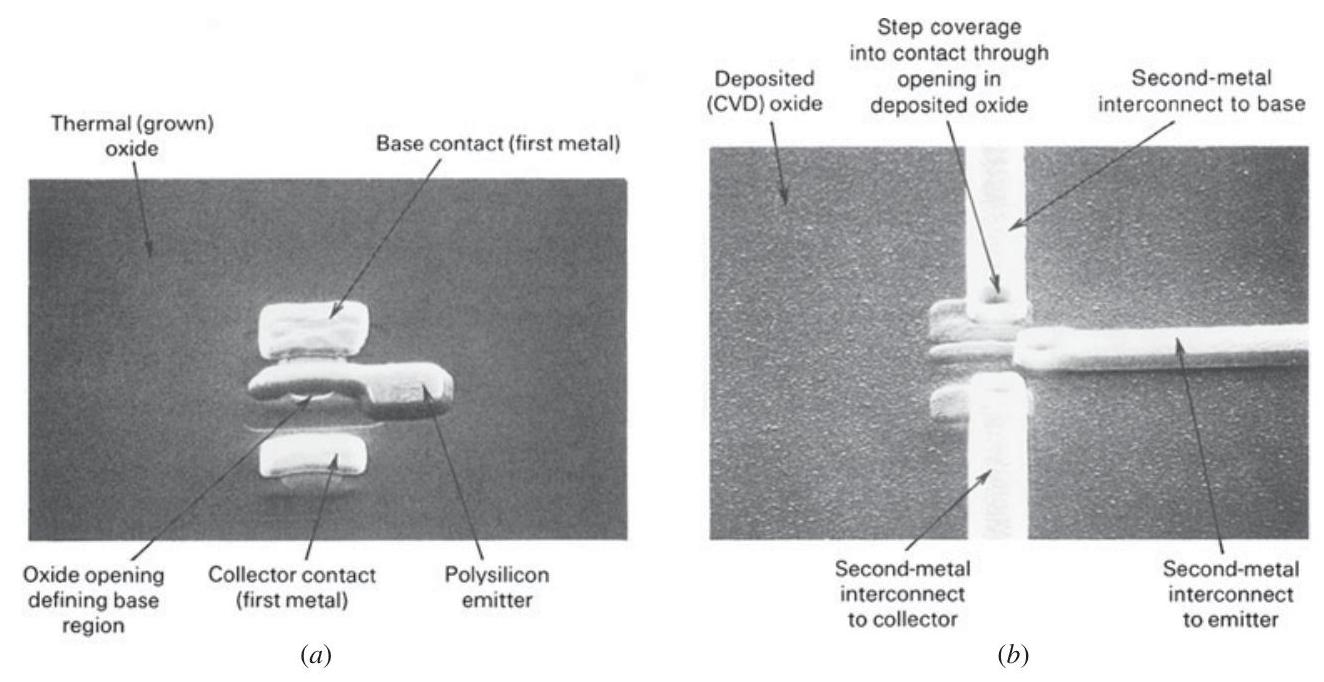 Thermal (grown)
oxide
Base contact (first metal)
Oxide opening
defining base
region
Collector contact
(first metal)
Polysilicon
emitter
(a)
Deposited
(CVD) oxide
Step coverage
into contact through
opening in
deposited oxide
Second-metal
interconnect to base
Second-metal
interconnect
to collector
Second-metal
interconnect
to emitter
(b)